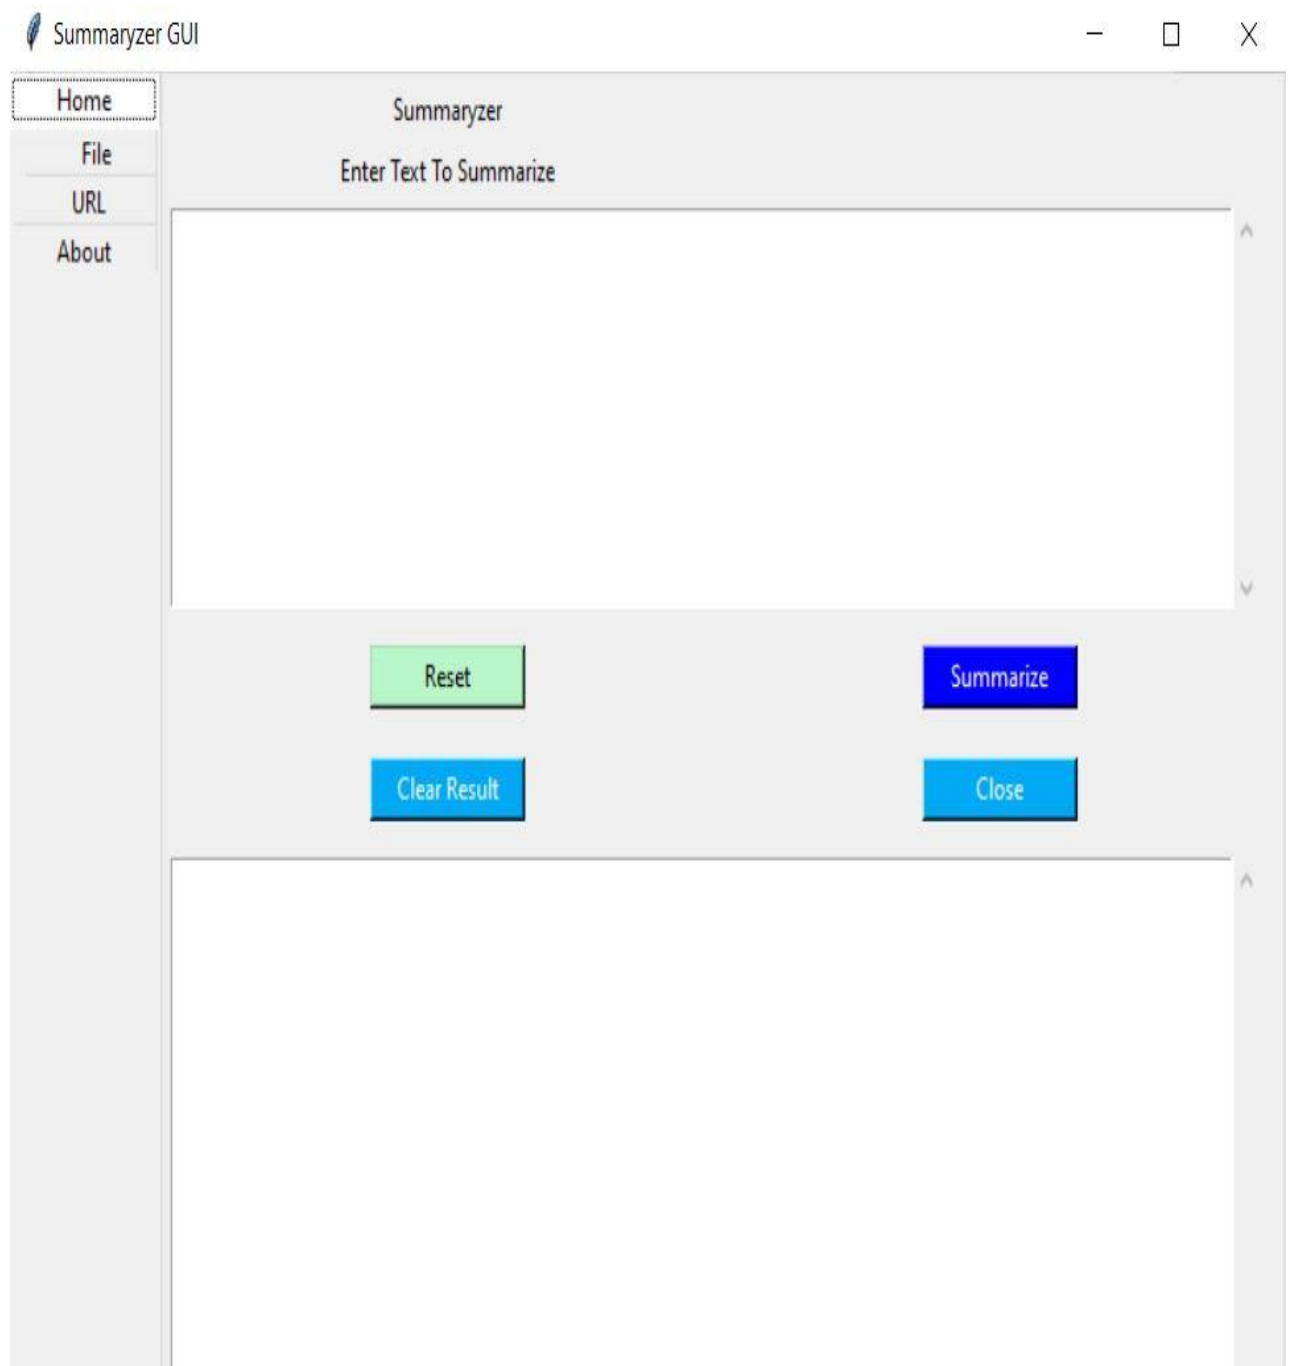 Summaryzer GUI
Home
File
URL
About
Summaryzer
Enter Text To Summarize
Reset
Summarize
Clear Result
Close